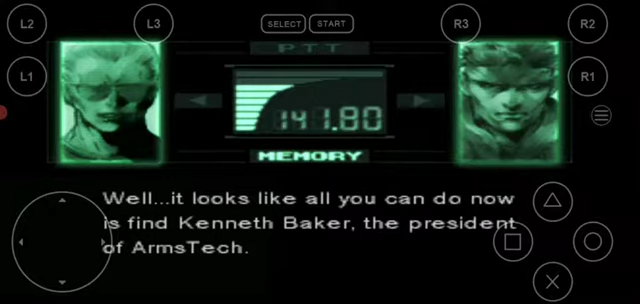 L2
L3
SELECT
START
R3
R2
PTT
L1
R1
141.80
MEMORY
Well...it looks like all you can do now
is find Kenneth Baker, the president
of ArmsTech.